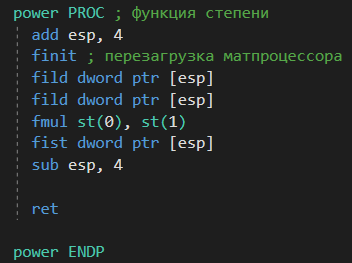 power PROC ; функция степени
add esp, 4
finit ; перезагрузка матпроцессора
fild dword ptr [esp]
fild dword ptr [esp]
fmul st(0), st(1)
fist dword ptr [esp]
sub esp, 4
ret
power ENDP